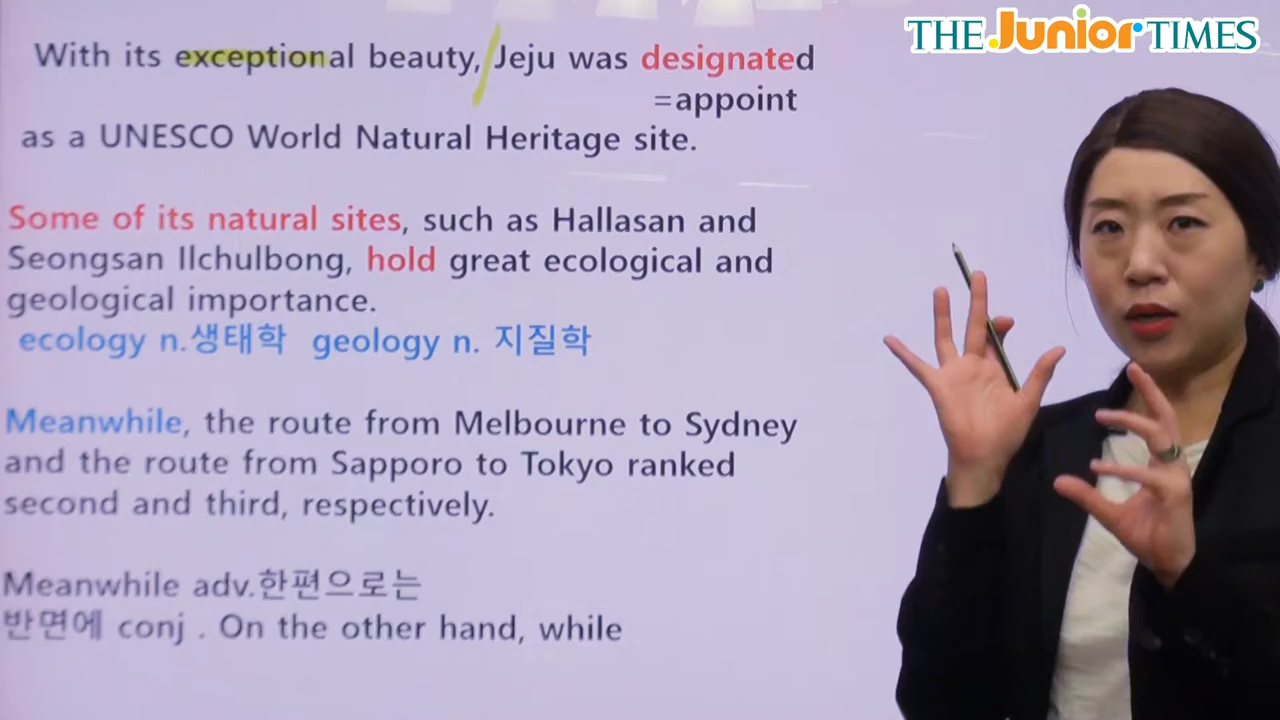 THE Junior TIMES
With its exceptional beauty, Jeju was designated
=appoint
as a UNESCO World Natural Heritage site.
Some of its natural sites, such as Hallasan and
Seongsan Ilchulbong, hold great ecological and
geological importance.
ecology n.생태학 geology n. 지질학
Meanwhile, the route from Melbourne to Sydney
and the route from Sapporo to Tokyo ranked
second and third, respectively.
Meanwhile adv.한편으로는
반면에 conj . On the other hand, while